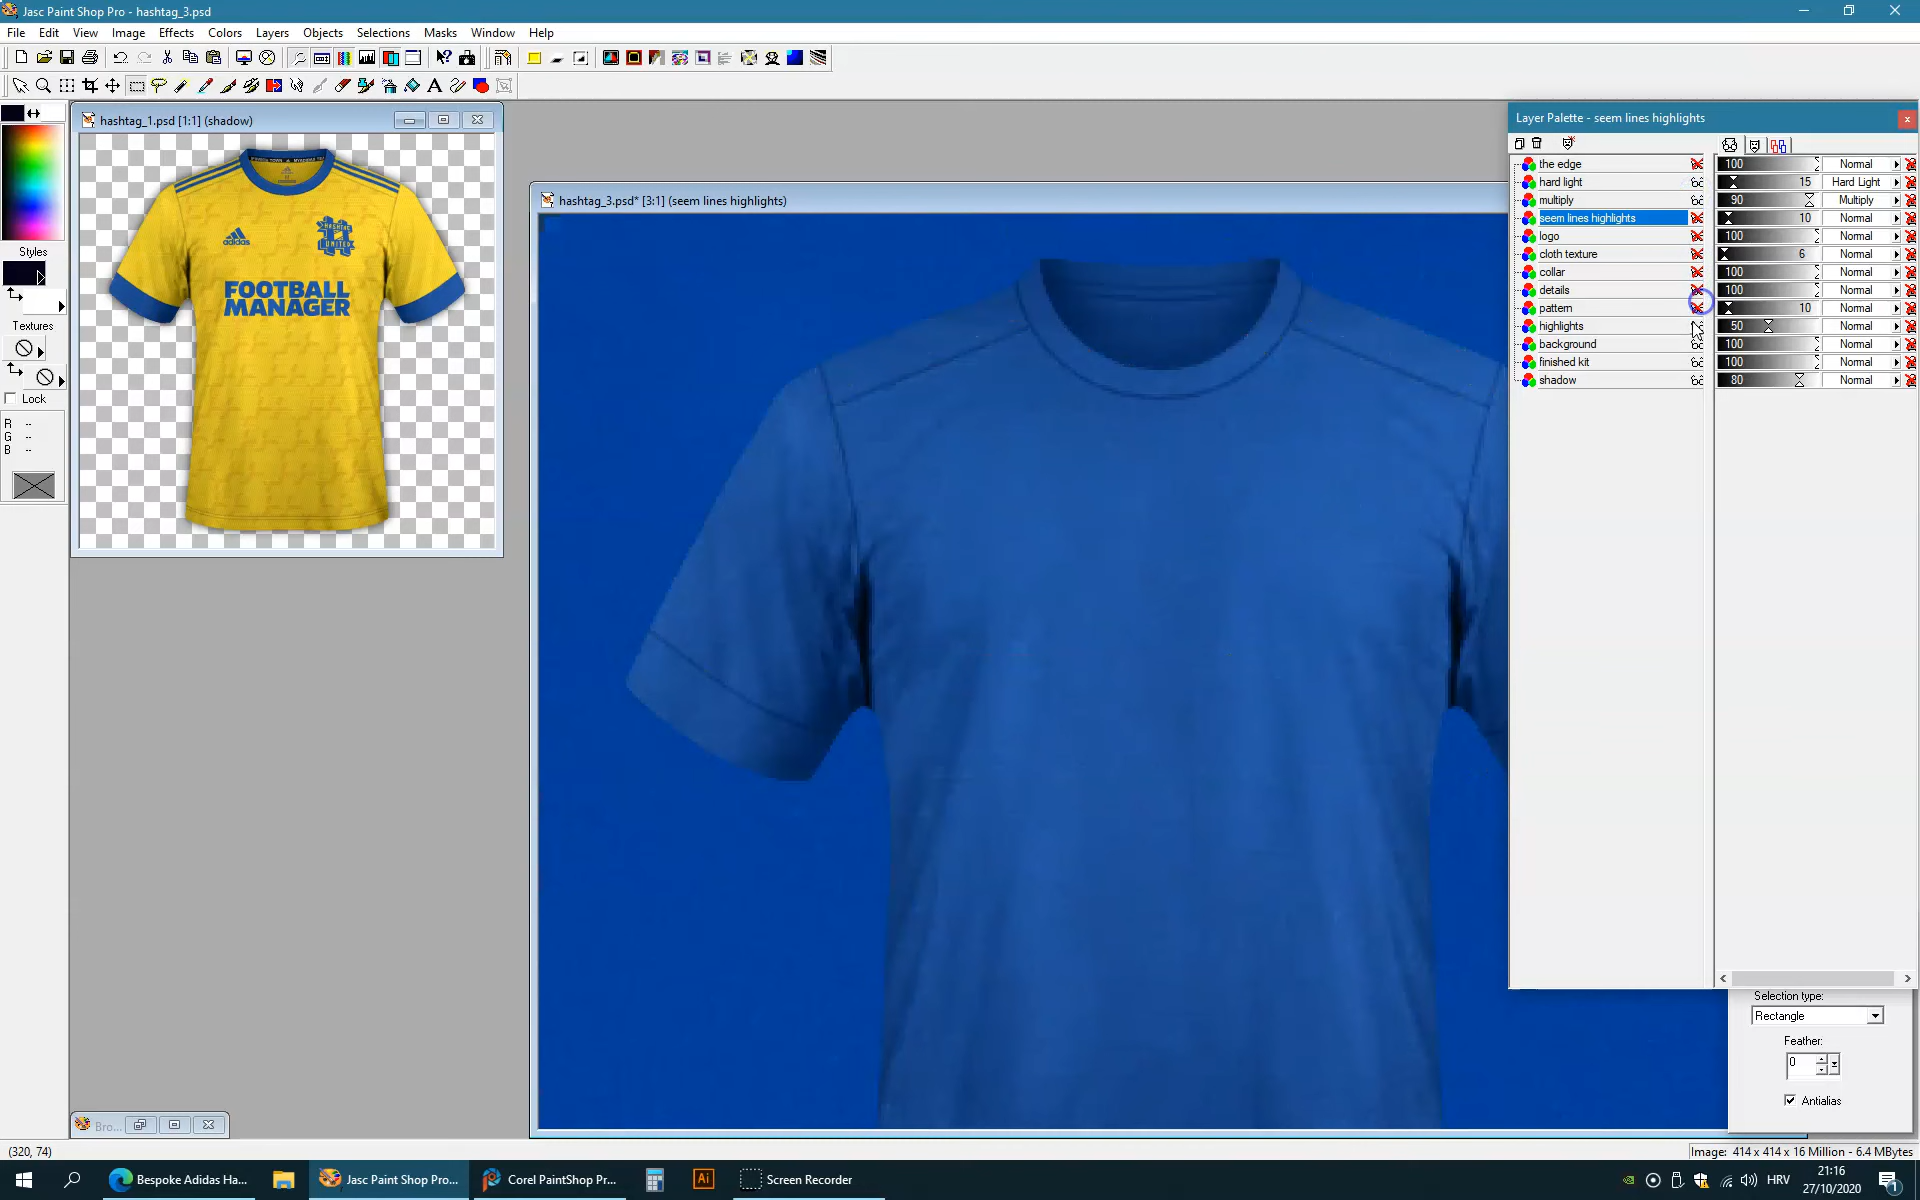 Jasc Paint Shop Pro - hashtag_3.psd
File Edit View Image Effects Colors Layers Objects Selections Masks Window Help
hashtag_1.psd [1:1] (shadow)
Layer Palette - seem lines highlights
the edge 100 Normal
hard light 15 Hard Light
multiply 90 Multiply
seem lines highlights 10 Normal
logo 100 Normal
cloth texture 6 Normal
collar 100 Normal
details 100 Normal
pattern 10 Normal
highlights 50 Normal
background 100 Normal
finished kit 100 Normal
shadow 80 Normal
hashtag_3.psd* [3:1] (seem lines highlights)
Styles
Textures
Lock
R --
G --
B --
adidas
HASHTAG
UNITED
FOOTBALL
MANAGER
Selection type:
Rectangle
Feather:
0
Antialias
Bro...
(320, 74)
Image: 414 x 414 x 16 Million - 6.4 MBytes
Bespoke Adidas Ha...
Jasc Paint Shop Pro...
Corel PaintShop Pr...
Ai
Screen Recorder
HRV
21:16
27/10/2020
1